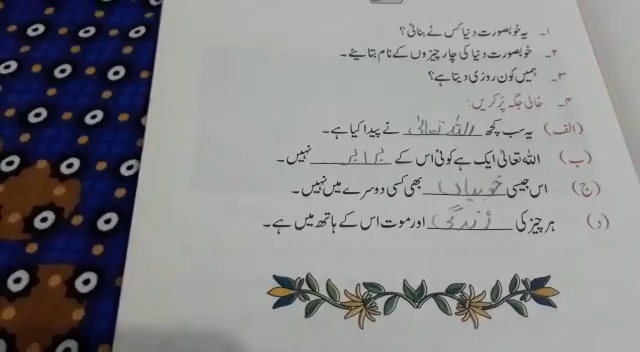 ۱۔ یہ خوبصورت دنیا کس نے بنائی؟
۲۔ خوبصورت دنیا کی چار چیزوں کے نام بتایئے۔
۳۔ ہمیں کون روزی دیتا ہے؟
۴۔ خالی جگہ پُر کریں:
(الف) یہ سب کچھ اللہ تعالیٰ نے پیدا کیا ہے۔
(ب) اللہ تعالیٰ ایک ہے کوئی اس کے برابر نہیں۔
(ج) اس جیسی خوبیاں بھی کسی دوسرے میں نہیں۔
(د) ہر چیز کی زندگی اور موت اس کے ہاتھ میں ہے۔